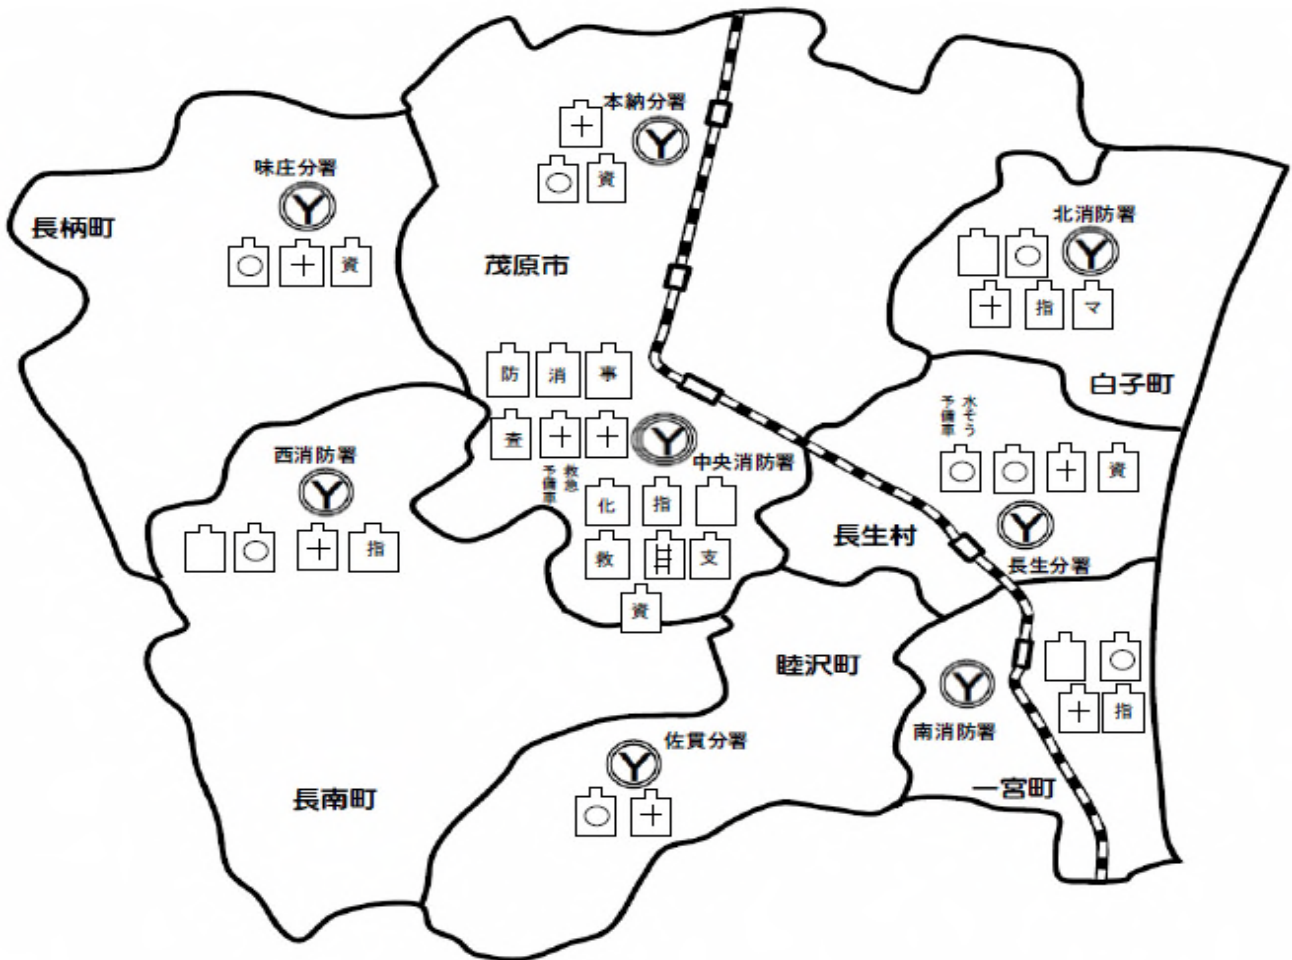 本納分署
資
味庄分署
長柄町
資
茂原市
北消防署
指
マ
白子町
防
消
事
査
救急
予備車
中央消防署
化
指
救
支
資
水そう
予備車
資
長生村
長生分署
西消防署
指
睦沢町
南消防署
指
一宮町
佐貫分署
長南町